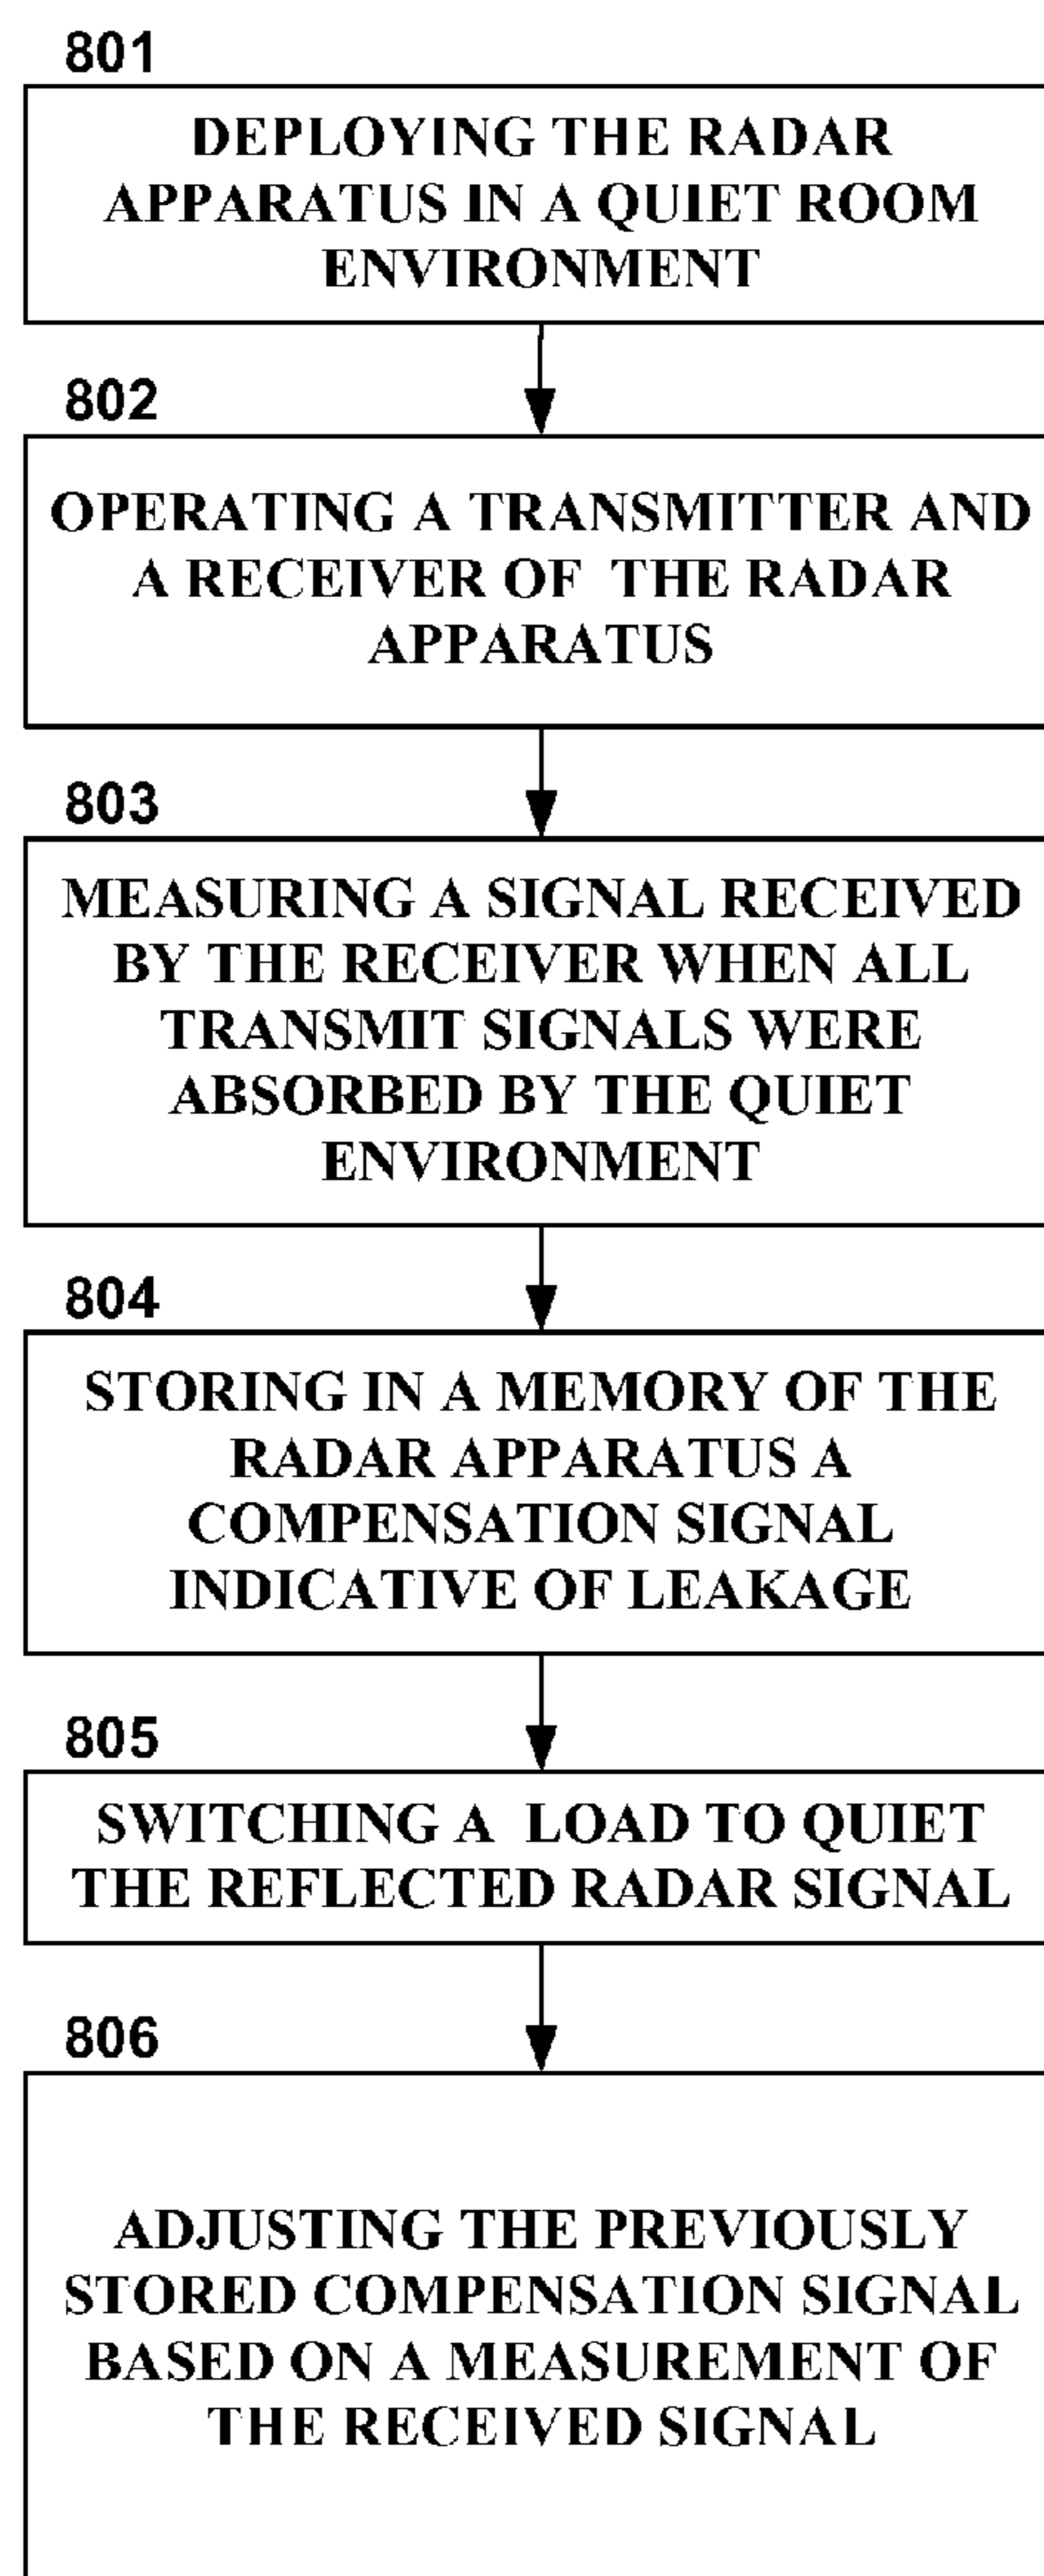 801
DEPLOYING THE RADAR
APPARATUS IN A QUIET ROOM
ENVIRONMENT
802
OPERATING A TRANSMITTER AND
A RECEIVER OF THE RADAR
APPARATUS
803
MEASURING A SIGNAL RECEIVED
BY THE RECEIVER WHEN ALL
TRANSMIT SIGNALS WERE
ABSORBED BY THE QUIET
ENVIRONMENT
804
STORING IN A MEMORY OF THE
RADAR APPARATUS A
COMPENSATION SIGNAL
INDICATIVE OF LEAKAGE
805
SWITCHING A LOAD TO QUIET
THE REFLECTED RADAR SIGNAL
806
ADJUSTING THE PREVIOUSLY
STORED COMPENSATION SIGNAL
BASED ON A MEASUREMENT OF
THE RECEIVED SIGNAL